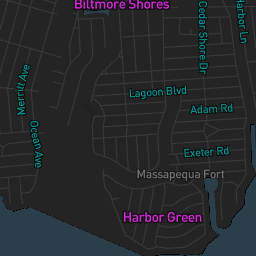 Biltmore Shores
Cedar Shore Dr
Harbor Ln
Merritt Ave
Lagoon Blvd
Adam Rd
Ocean Ave
Exeter Rd
Massapequa Fort
Harbor Green